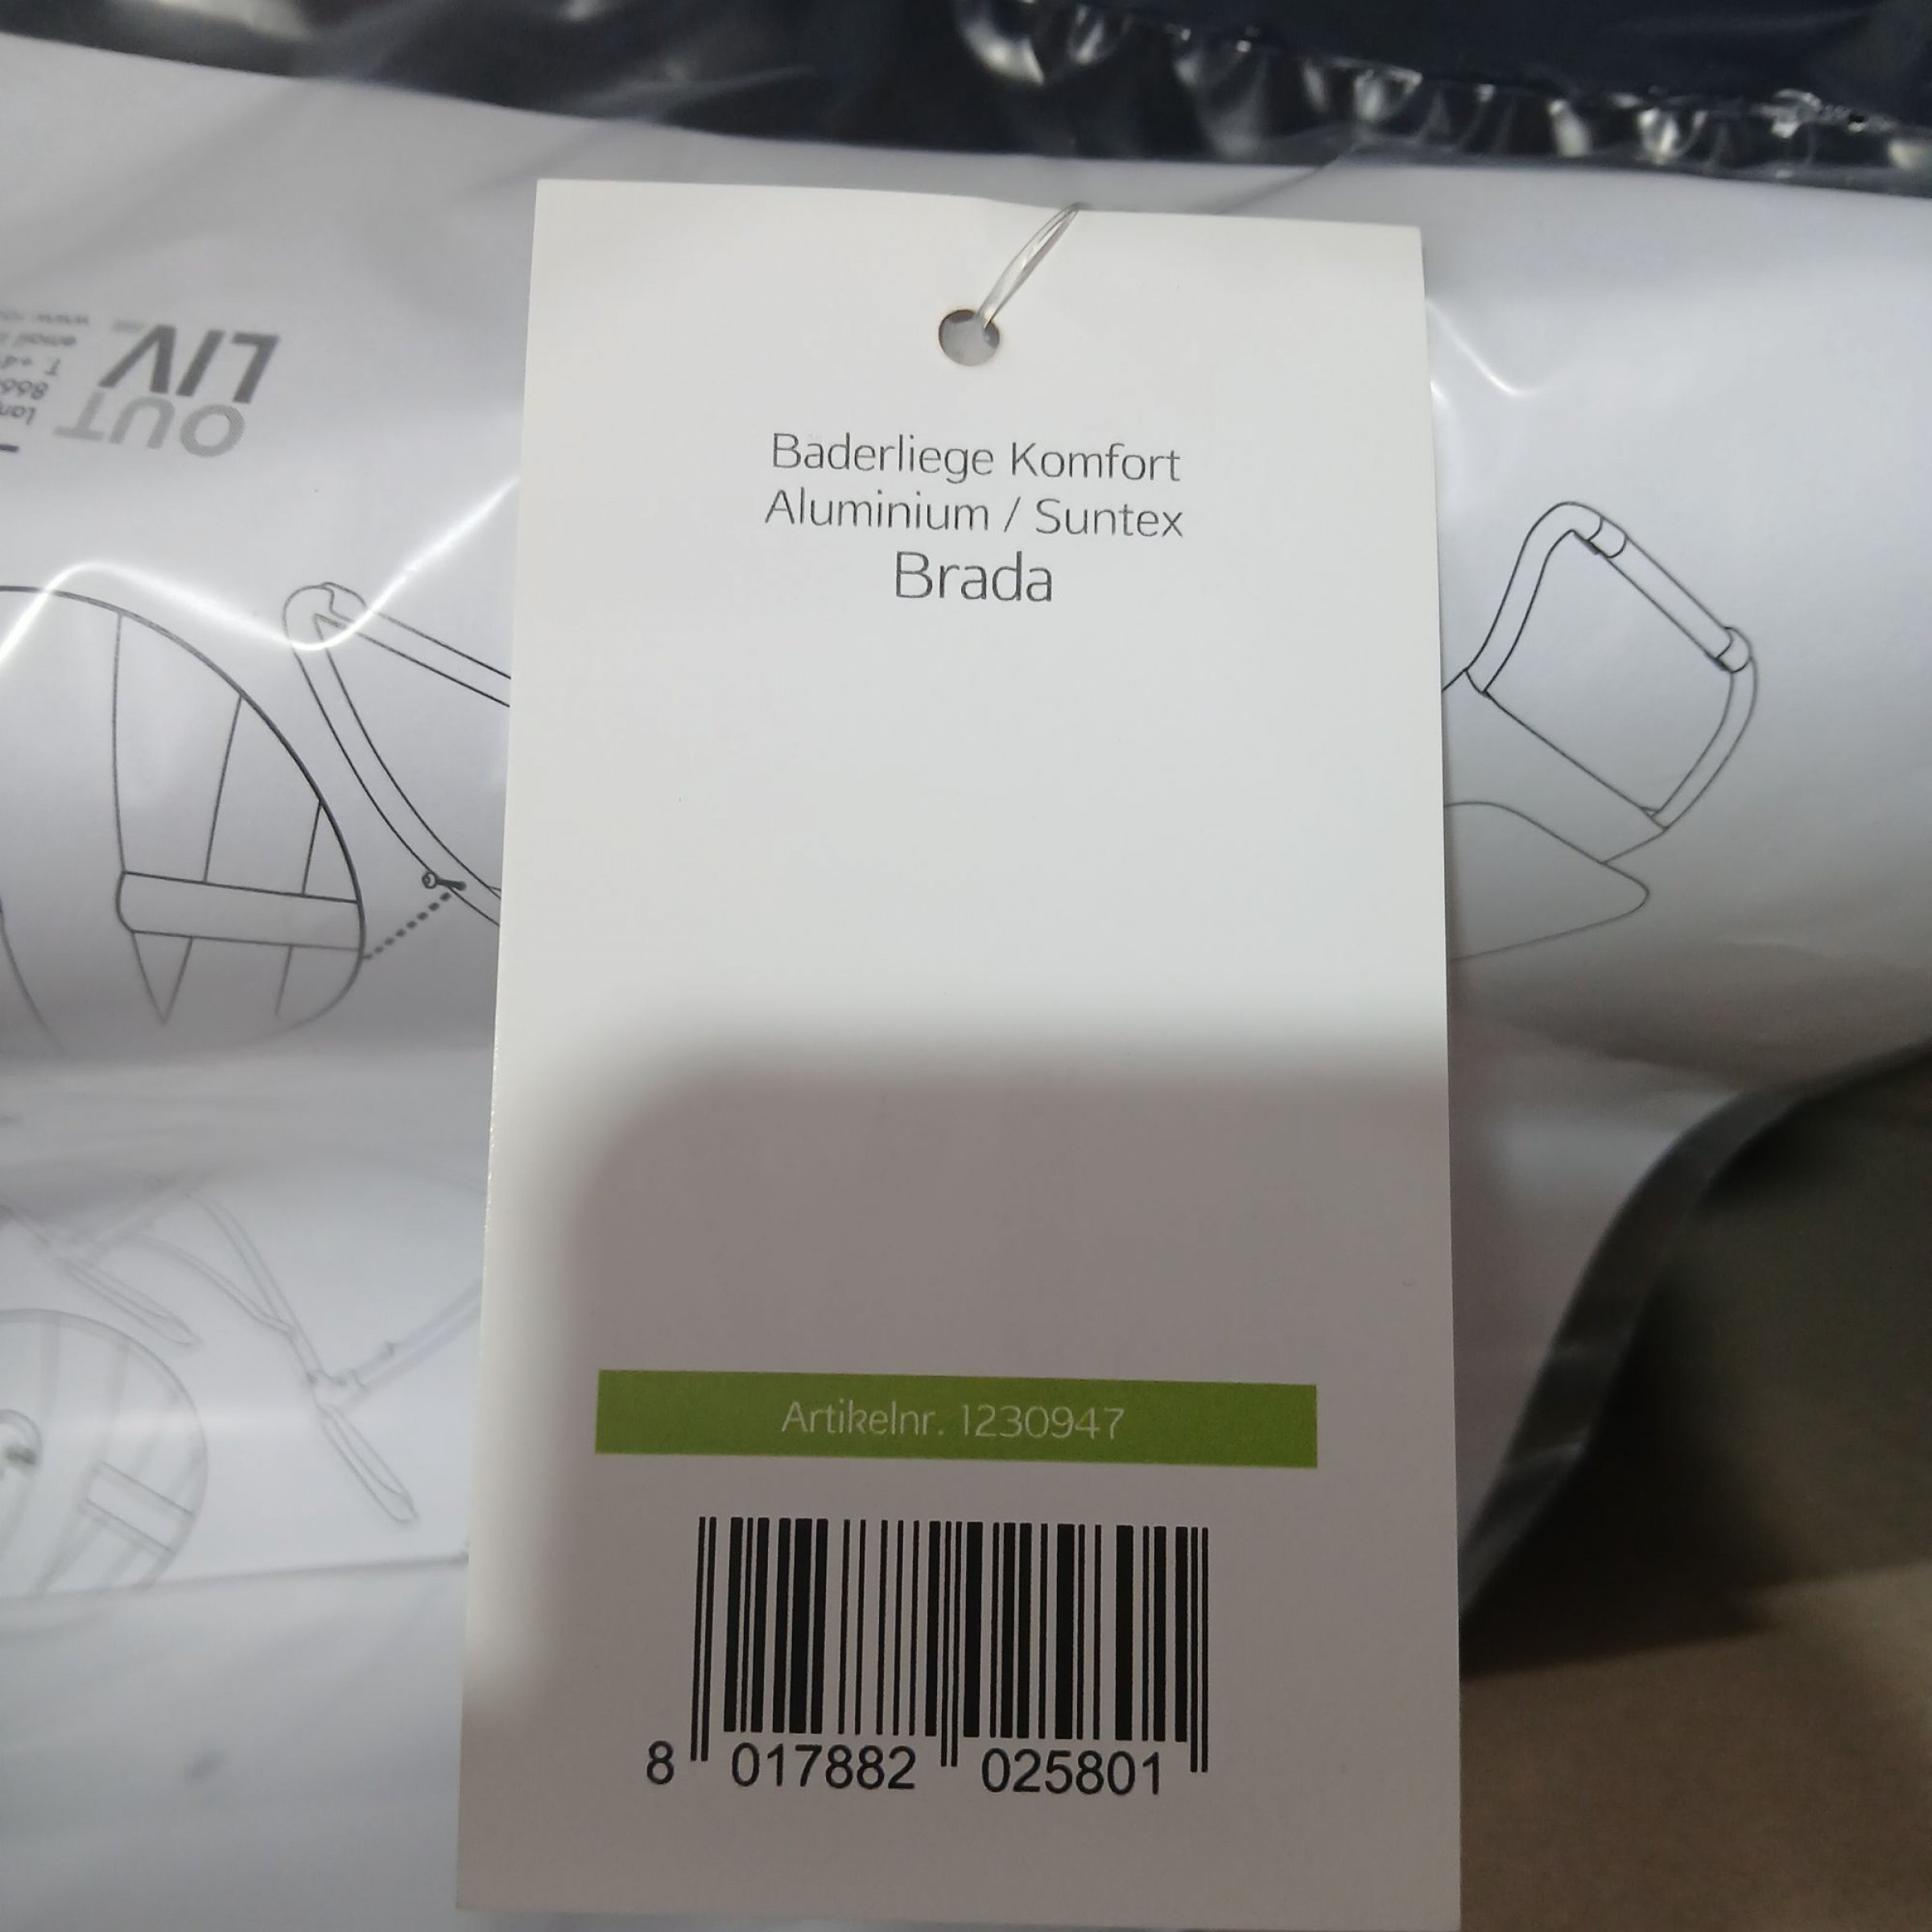 Baderliege Komfort
Aluminium / Suntex
Brada
Artikelnr. 1230947
8 017882 025801
OUT
LIV